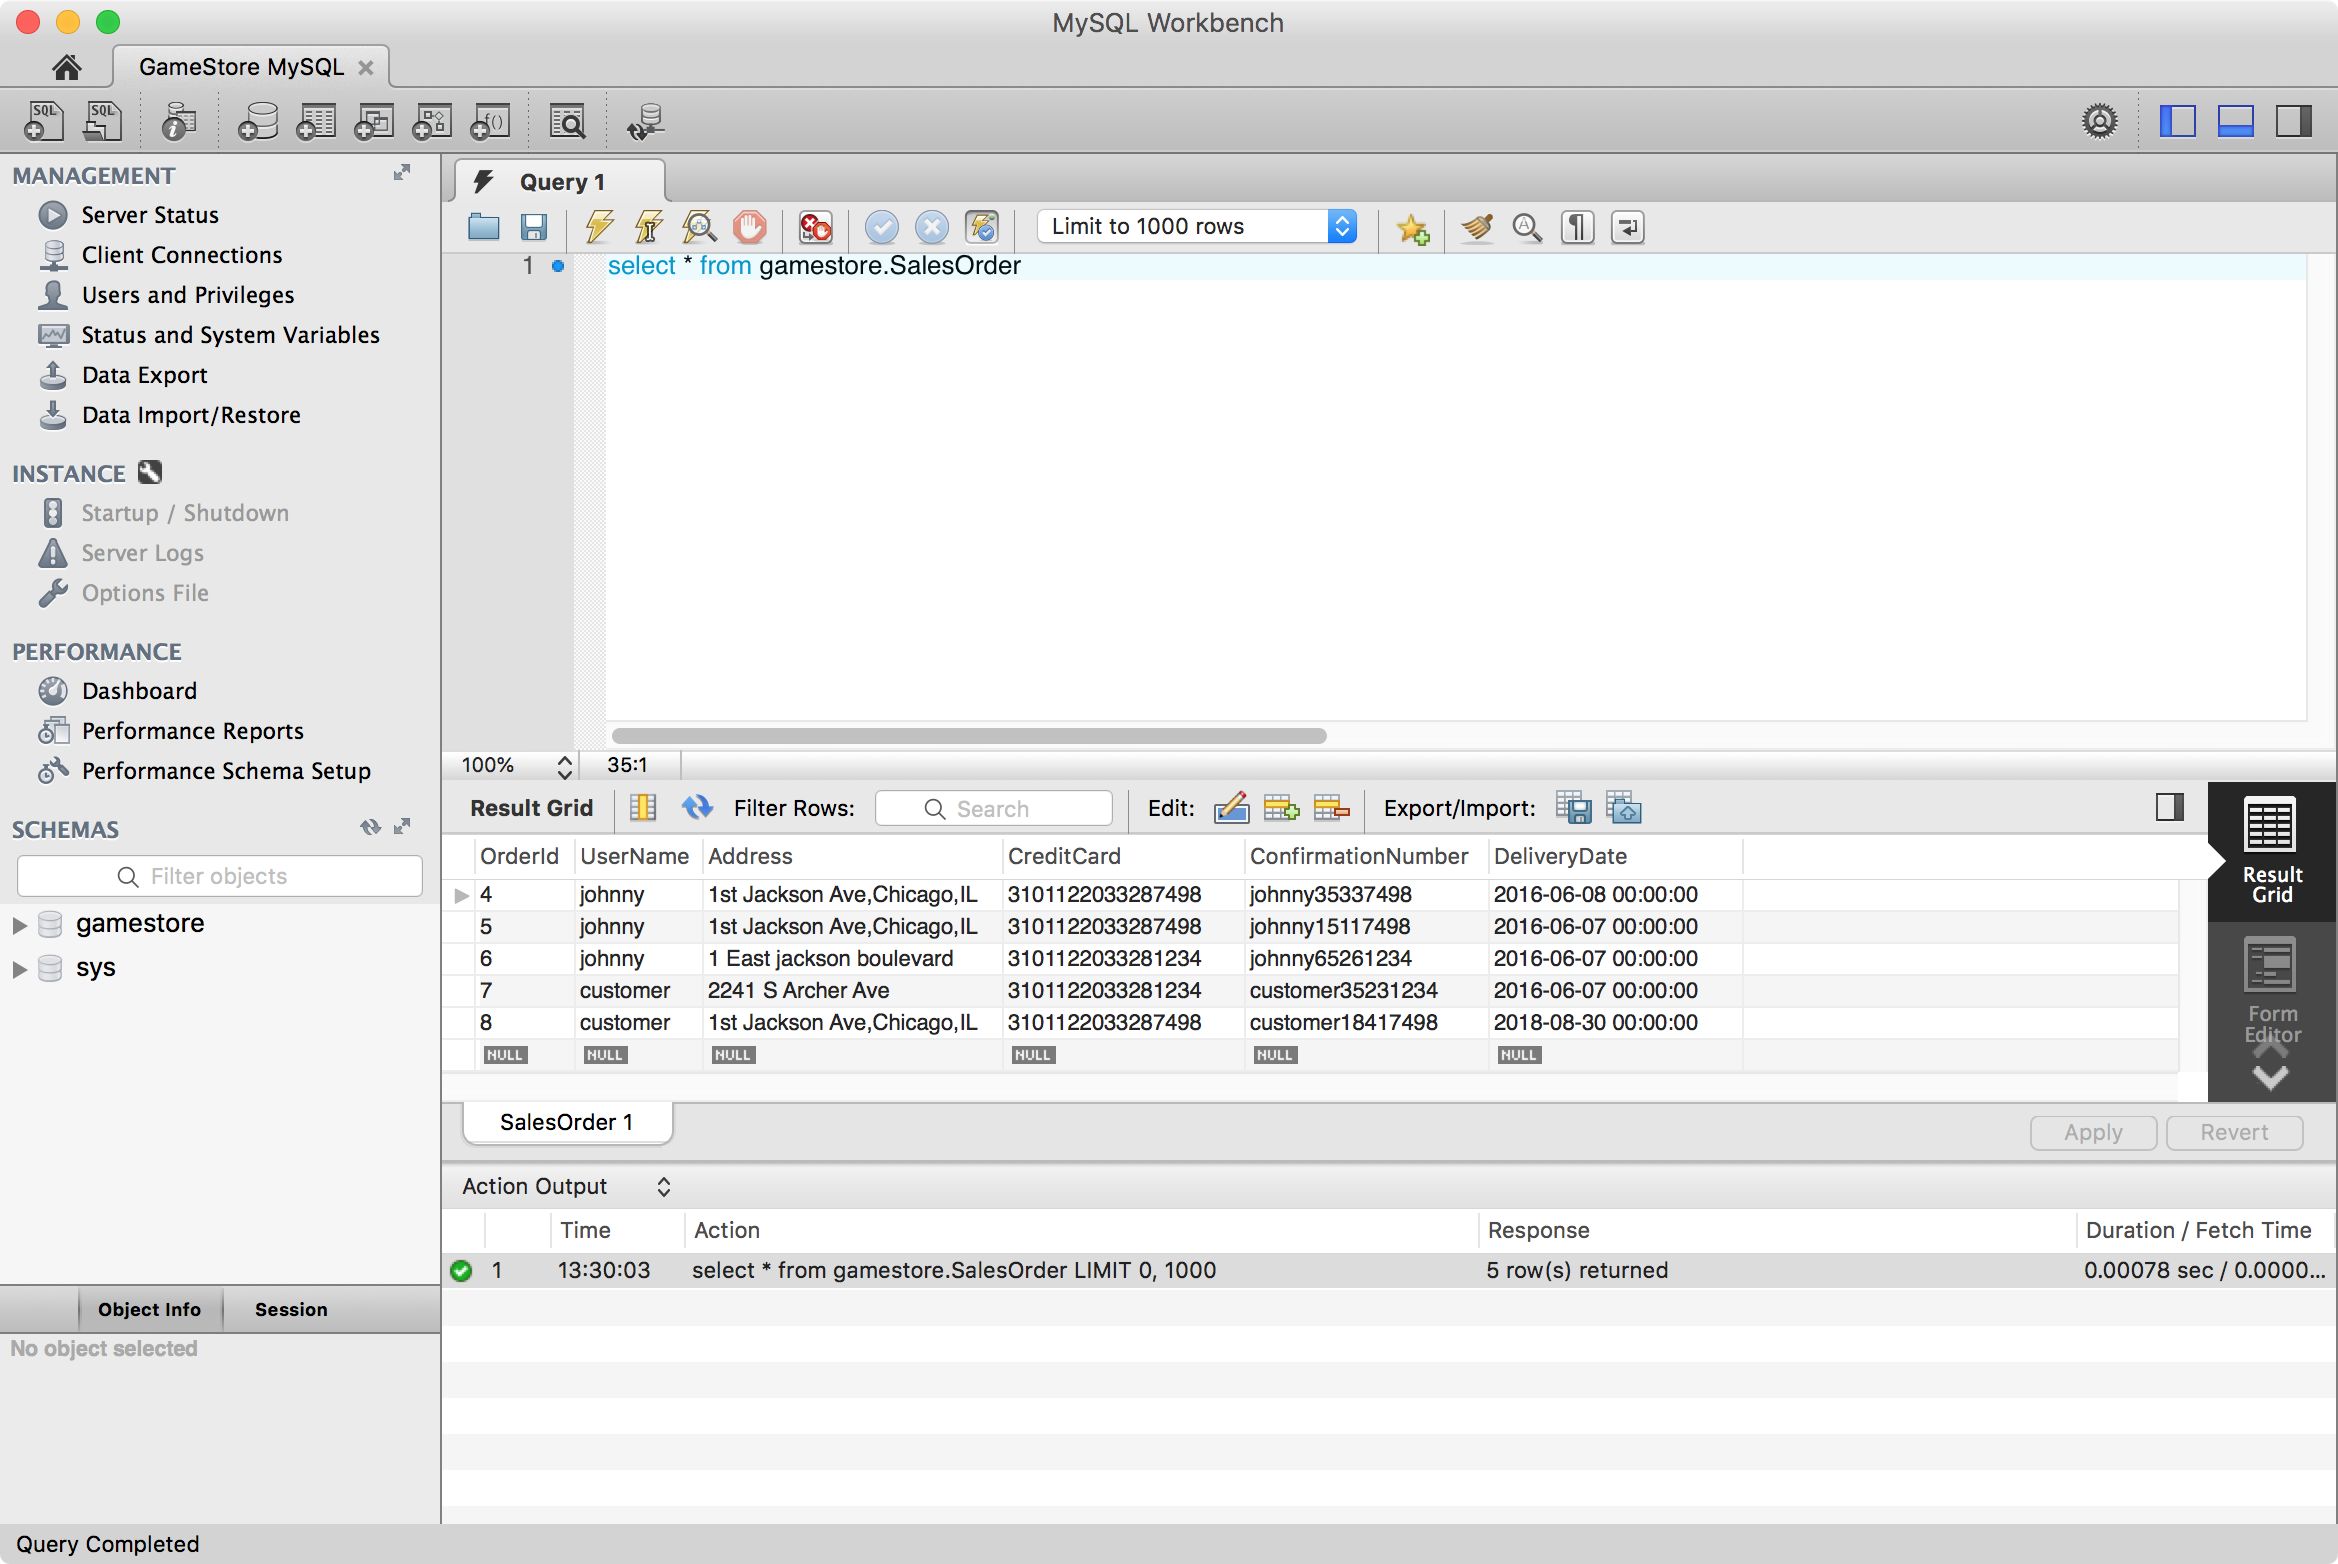 MySQL Workbench
GameStore MySQL
SQL SQL
MANAGEMENT
Server Status
Client Connections
Users and Privileges
Status and System Variables
Data Export
Data Import/Restore
INSTANCE
Startup / Shutdown
Server Logs
Options File
PERFORMANCE
Dashboard
Performance Reports
Performance Schema Setup
SCHEMAS
Filter objects
gamestore
sys
Object Info Session
No object selected
Query 1
Limit to 1000 rows
1 select * from gamestore.SalesOrder
100% 35:1
Result Grid Filter Rows: Search Edit: Export/Import:
OrderId UserName Address CreditCard ConfirmationNumber DeliveryDate
4 johnny 1st Jackson Ave,Chicago,IL 3101122033287498 johnny35337498 2016-06-08 00:00:00
5 johnny 1st Jackson Ave,Chicago,IL 3101122033287498 johnny15117498 2016-06-07 00:00:00
6 johnny 1 East jackson boulevard 3101122033281234 johnny65261234 2016-06-07 00:00:00
7 customer 2241 S Archer Ave 3101122033281234 customer35231234 2016-06-07 00:00:00
8 customer 1st Jackson Ave,Chicago,IL 3101122033287498 customer18417498 2018-08-30 00:00:00
NULL NULL NULL NULL NULL NULL
Result
Grid
Form
Editor
SalesOrder 1
Apply Revert
Action Output
Time Action Response Duration / Fetch Time
1 13:30:03 select * from gamestore.SalesOrder LIMIT 0, 1000 5 row(s) returned 0.00078 sec / 0.0000...
Query Completed